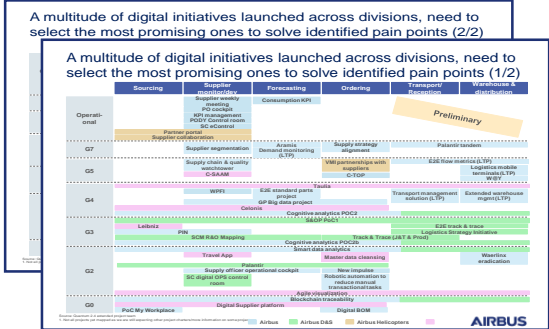 A multitude of digital initiatives launched across divisions, need to
select the most promising ones to solve identified pain points (2/2)
A multitude of digital initiatives launched across divisions, need to
select the most promising ones to solve identified pain points (1/2)
Sourcing
Supplier
monitor/dev
Forecasting
Ordering
Transport/
Reception
Warehouse &
distribution
Operati-
onal
Supplier weekly
meeting
PO cockpit
KPI management
PODY Control room
SC eControl
Consumption KPI
Preliminary
Partner portal
Supplier collaboration
G7
Supplier segmentation
Aramis
Demand monitoring
(LTP)
Supply strategy
alignment
Palantir tandem
G5
Supply chain & quality
watchtower
C-SAAM
VMI partnerships with
suppliers
C-TOP
E2E flow metrics (LTP)
Logistics mobile
terminals (LTP)
W-BY
G4
Taulia
WPFI
E2E standard parts
project
GP Big data project
Transport management
solution (LTP)
Extended warehouse
mgmt (LTP)
Celonis
Cognitive analytics POC2
G3
S&OP PoC1
Leibniz
E2E track & trace
PIN
Logistics Strategy Initiative
SCM R&O Mapping
Track & Trace (J&T & Prod)
Cognitive analytics POC2b
G2
Smart data analytics
Travel App
Master data cleansing
Waerlins
eradication
Palantir
Supply officer operational cockpit
New impulse
SC digital OPS control
room
Robotic automation to
reduce manual
transactional tasks
Agile visualisation
G0
Blockchain traceability
Digital Supplier platform
PoC My Workplace
Digital BOM
Airbus
Airbus D&S
Airbus Helicopters
AIRBUS